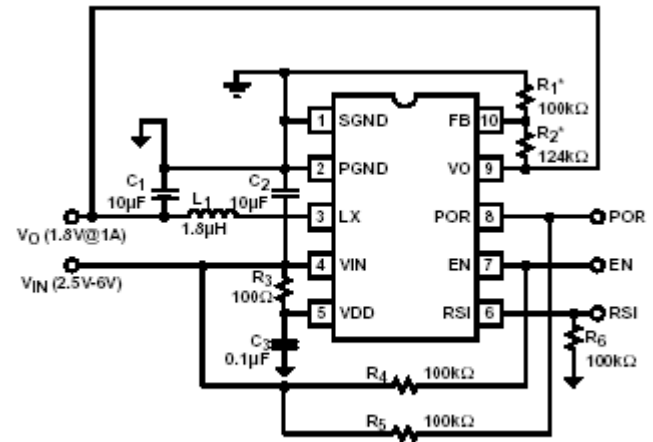 R1*
100kΩ
1 SGND FB 10
R2*
124kΩ
2 PGND VO 9
C1
10µF
C2
10µF
L1
1.8µH
3 LX POR 8
POR
VO (1.8V@1A)
4 VIN EN 7
EN
VIN (2.5V-6V)
R3
100Ω
5 VDD RSI 6
RSI
C3
0.1µF
R6
100kΩ
R4 100kΩ
R5 100kΩ